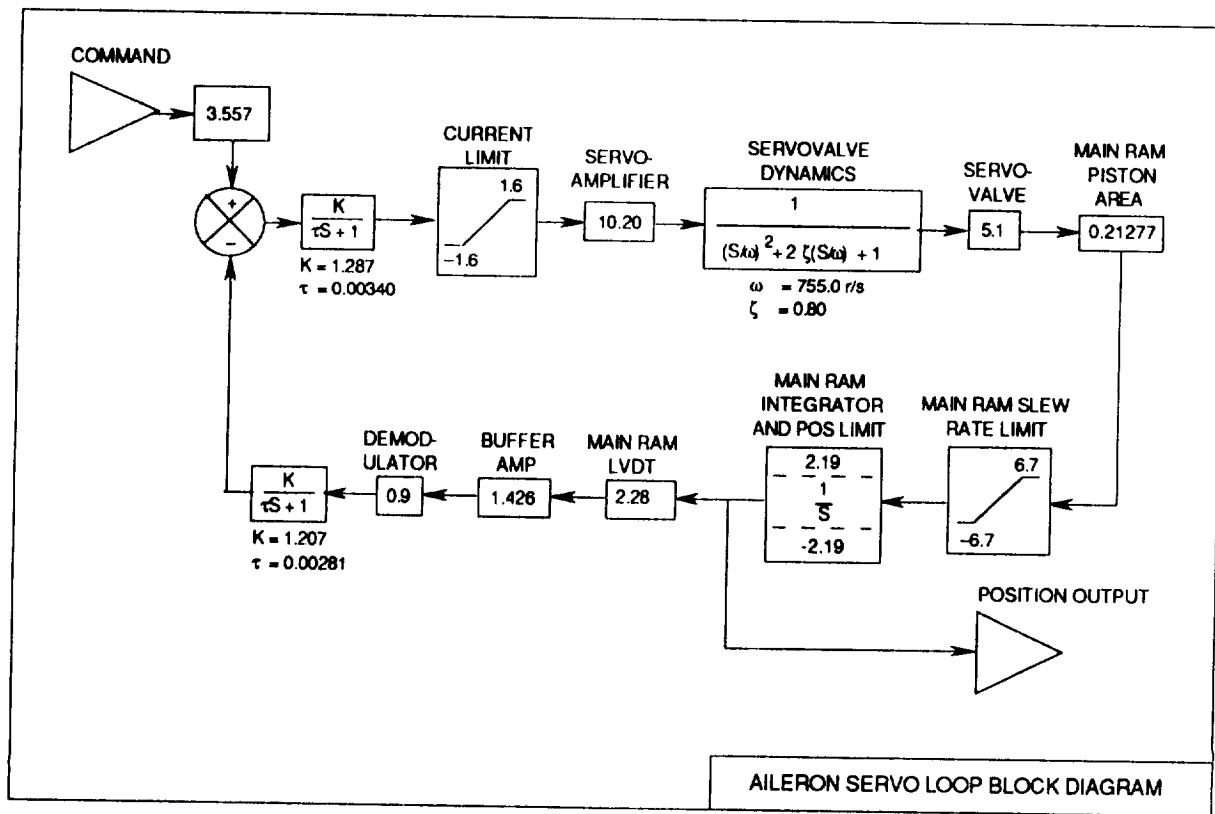 COMMAND
3.557
+
−
K
τS + 1
K = 1.287
τ = 0.00340
CURRENT
LIMIT
1.6
−1.6
SERVO-
AMPLIFIER
10.20
SERVOVALVE
DYNAMICS
1
(S/ω)² + 2 ζ(S/ω) + 1
ω = 755.0 r/s
ζ = 0.80
SERVO-
VALVE
5.1
MAIN RAM
PISTON
AREA
0.21277
MAIN RAM SLEW
RATE LIMIT
6.7
−6.7
MAIN RAM
INTEGRATOR
AND POS LIMIT
2.19
1
S
-2.19
MAIN RAM
LVDT
2.28
BUFFER
AMP
1.426
DEMOD-
ULATOR
0.9
K
τS + 1
K = 1.207
τ = 0.00281
POSITION OUTPUT
AILERON SERVO LOOP BLOCK DIAGRAM